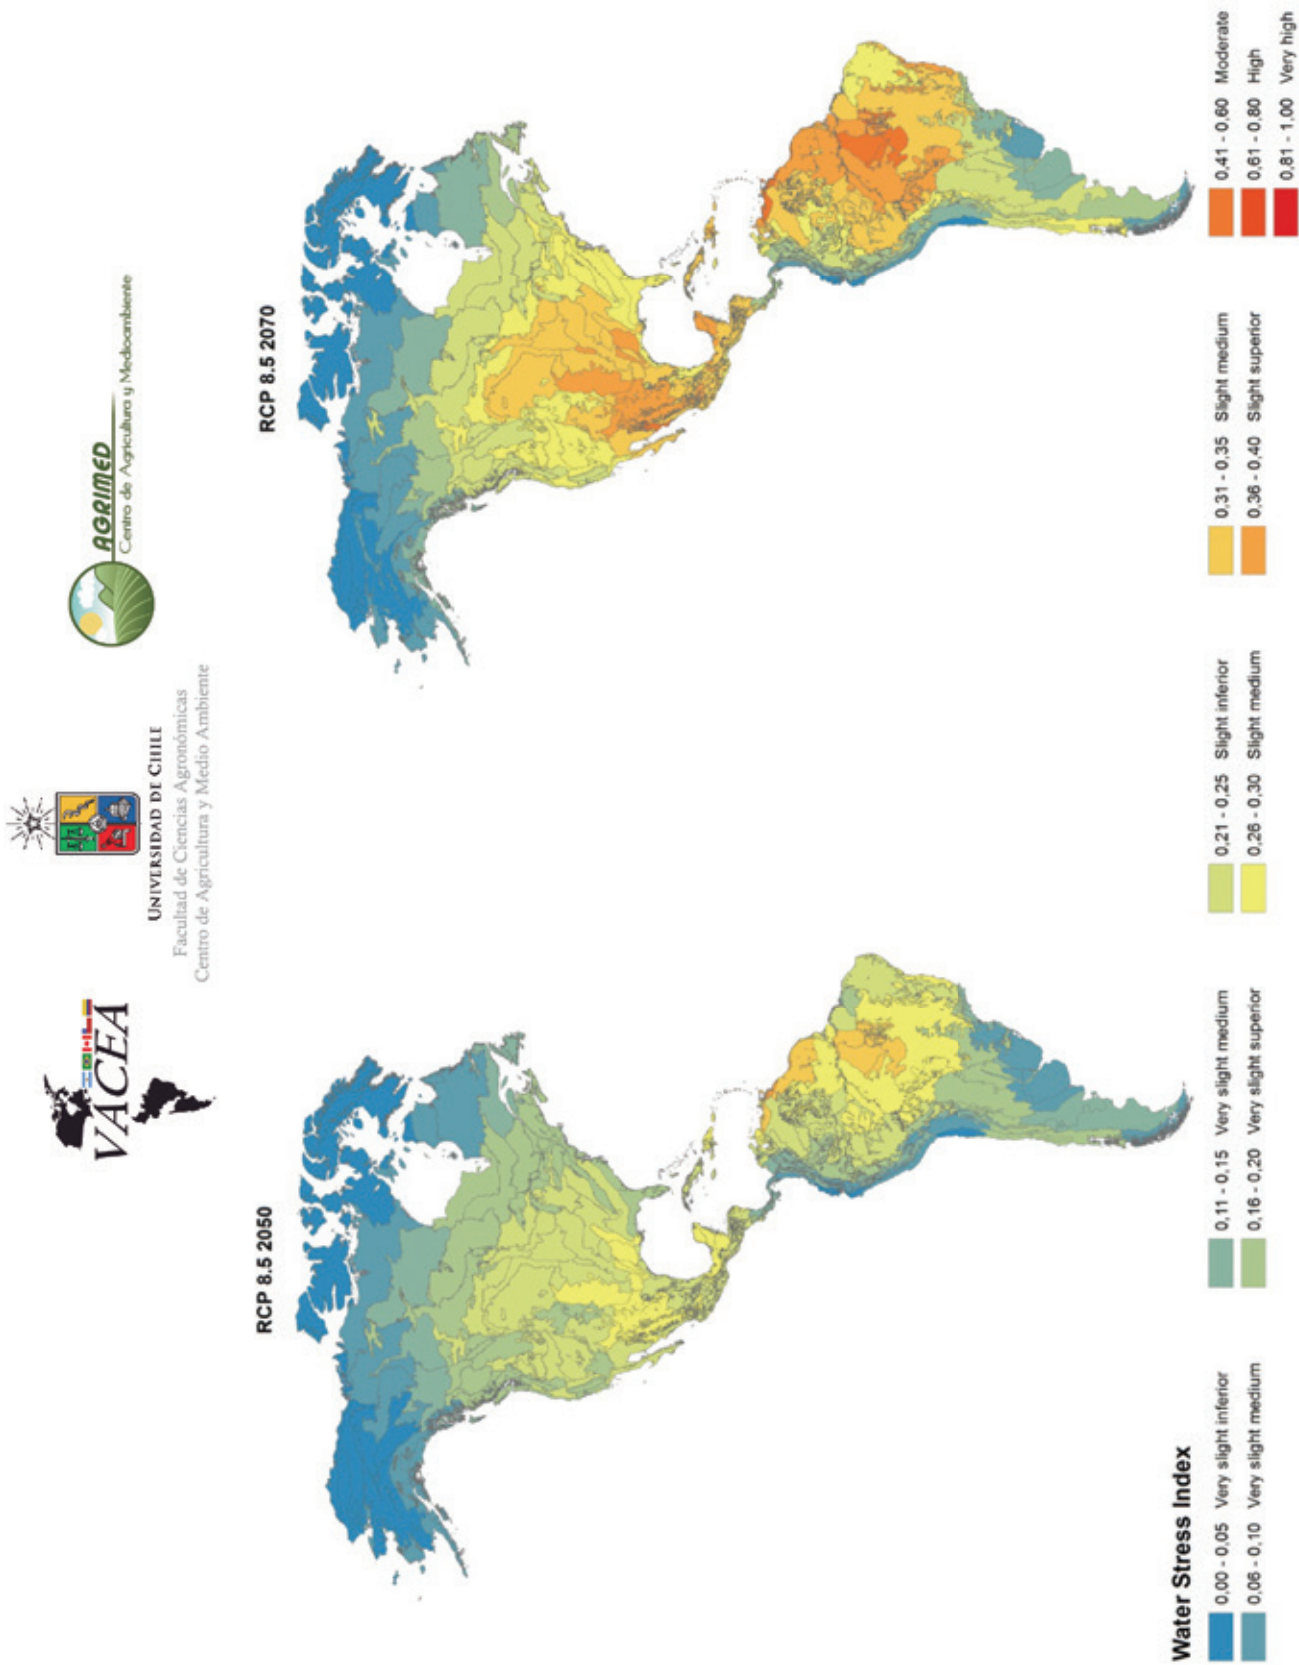 VACEA
UNIVERSIDAD DE CHILE
Facultad de Ciencias Agronómicas
Centro de Agricultura y Medio Ambiente
AGRIMED
Centro de Agricultura y Medioambiente
RCP 8.5 2050
RCP 8.5 2070
Water Stress Index
0,00 - 0,05 Very slight inferior
0,06 - 0,10 Very slight medium
0,11 - 0,15 Very slight medium
0,16 - 0,20 Very slight superior
0,21 - 0,25 Slight inferior
0,26 - 0,30 Slight medium
0,31 - 0,35 Slight medium
0,36 - 0,40 Slight superior
0,41 - 0,60 Moderate
0,61 - 0,80 High
0,81 - 1,00 Very high